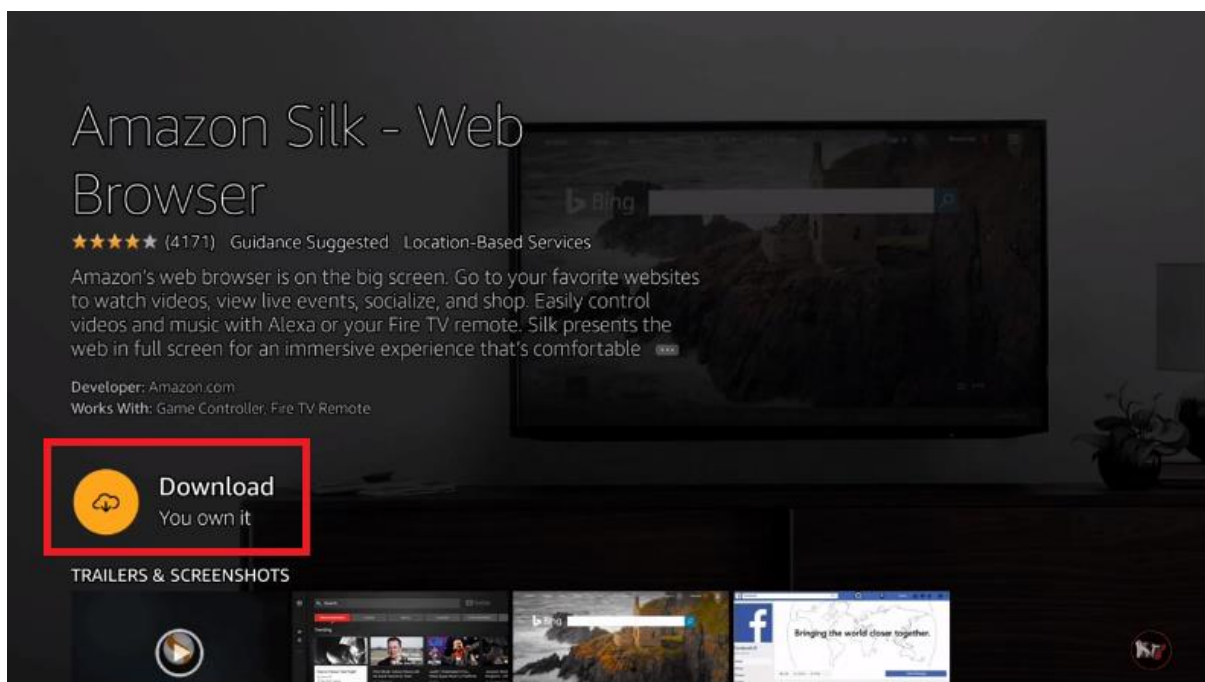 Amazon Silk - Web
Browser
(4171) Guidance Suggested Location-Based Services
Amazon's web browser is on the big screen. Go to your favorite websites
to watch videos, view live events, socialize, and shop. Easily control
videos and music with Alexa or your Fire TV remote. Silk presents the
web in full screen for an immersive experience that's comfortable
Developer: Amazon.com
Works With: Game Controller, Fire TV Remote
Bing
Download
You own it
TRAILERS & SCREENSHOTS
Bing
Bringing the world closer together.